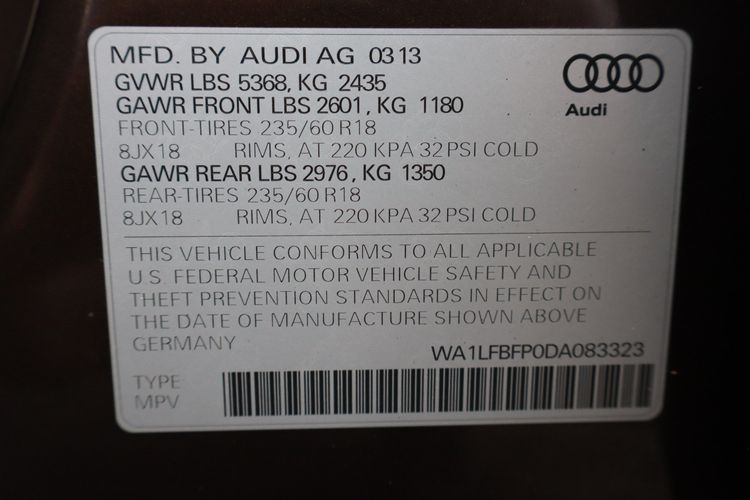 MFD. BY AUDI AG 03 13
GVWR LBS 5368, KG 2435
GAWR FRONT LBS 2601, KG 1180
FRONT-TIRES 235/60 R18
8JX18 RIMS, AT 220 KPA 32 PSI COLD
GAWR REAR LBS 2976, KG 1350
REAR-TIRES 235/60 R18
8JX18 RIMS, AT 220 KPA 32 PSI COLD
Audi
THIS VEHICLE CONFORMS TO ALL APPLICABLE
U.S. FEDERAL MOTOR VEHICLE SAFETY AND
THEFT PREVENTION STANDARDS IN EFFECT ON
THE DATE OF MANUFACTURE SHOWN ABOVE
GERMANY
WA1LFBFP0DA083323
TYPE
MPV